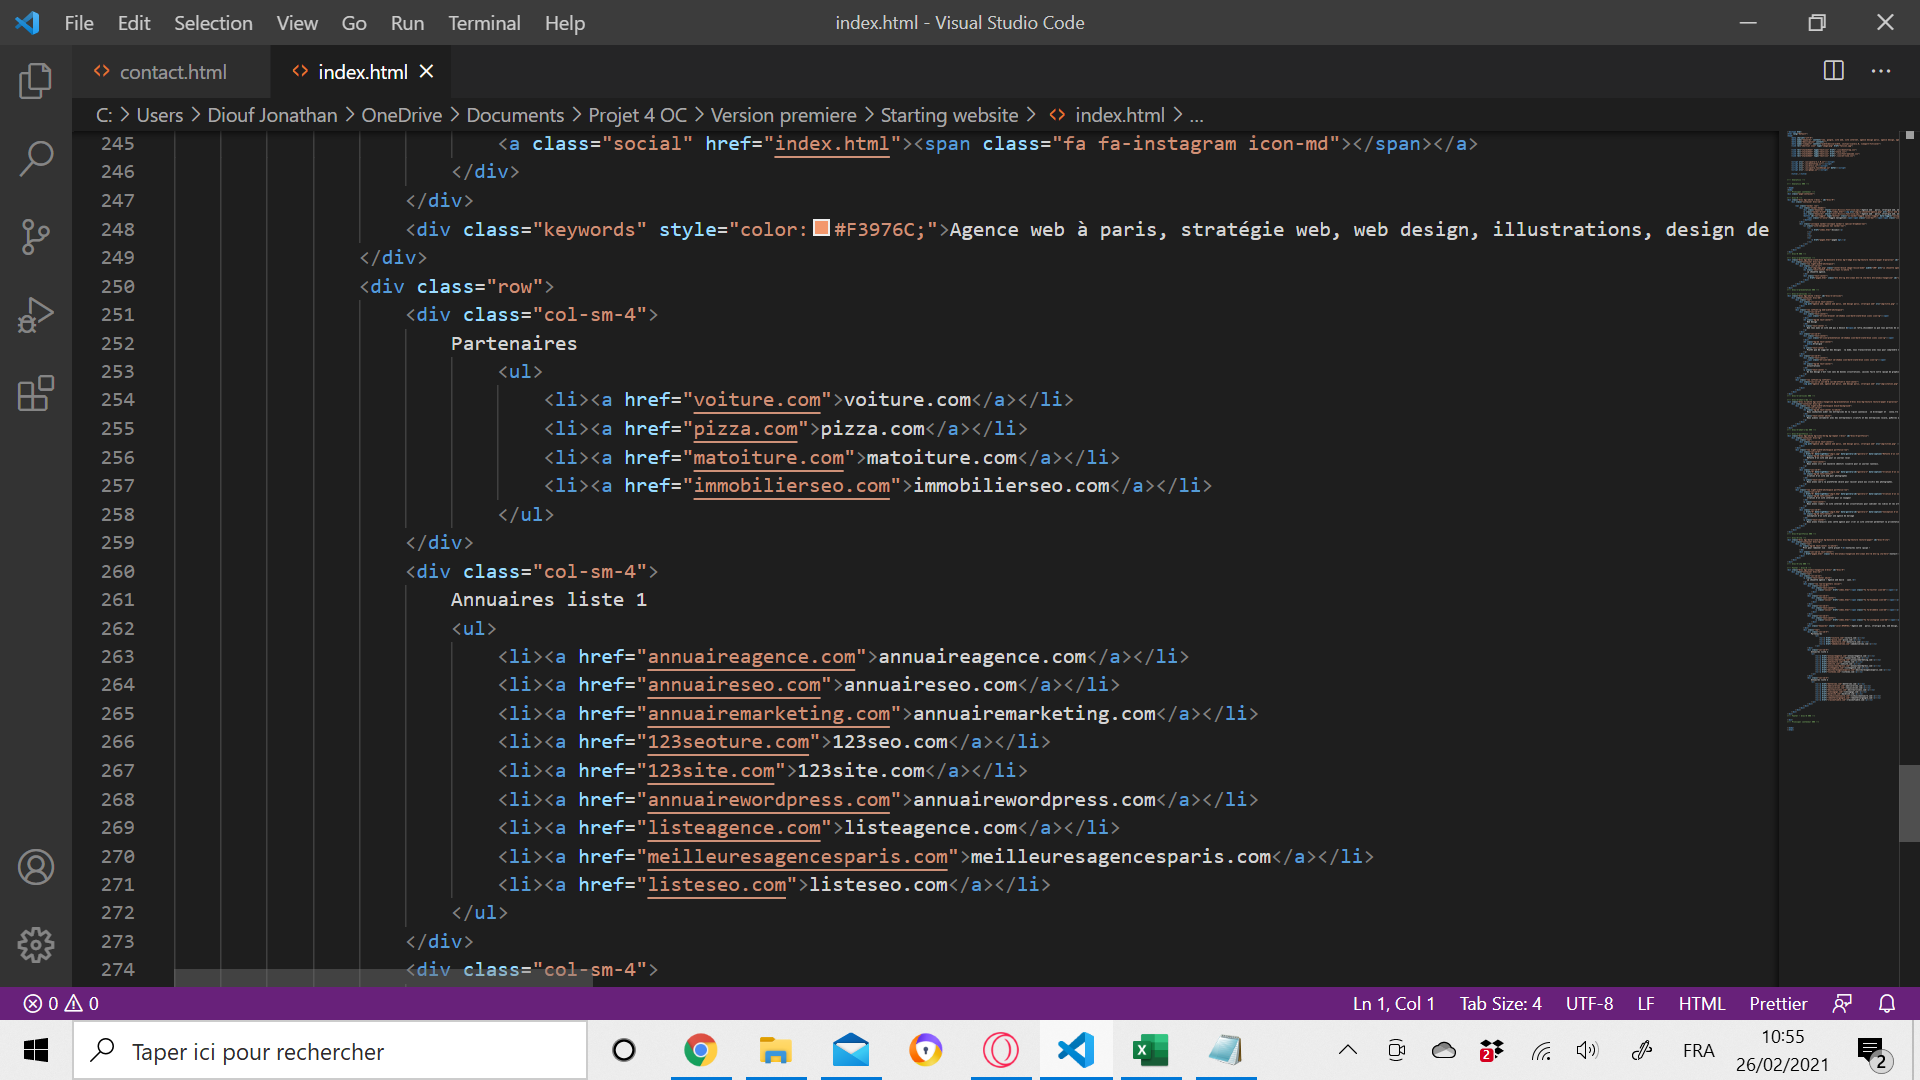 File Edit Selection View Go Run Terminal Help
index.html - Visual Studio Code
contact.html
index.html
C: > Users > Diouf Jonathan > OneDrive > Documents > Projet 4 OC > Version premiere > Starting website > index.html > ...
245 <a class="social" href="index.html"><span class="fa fa-instagram icon-md"></span></a>
246 </div>
247 </div>
248 <div class="keywords" style="color:#F3976C;">Agence web à paris, stratégie web, web design, illustrations, design de
249 </div>
250 <div class="row">
251 <div class="col-sm-4">
252 Partenaires
253 <ul>
254 <li><a href="voiture.com">voiture.com</a></li>
255 <li><a href="pizza.com">pizza.com</a></li>
256 <li><a href="matoiture.com">matoiture.com</a></li>
257 <li><a href="immobilierseo.com">immobilierseo.com</a></li>
258 </ul>
259 </div>
260 <div class="col-sm-4">
261 Annuaires liste 1
262 <ul>
263 <li><a href="annuaireagence.com">annuaireagence.com</a></li>
264 <li><a href="annuaireseo.com">annuaireseo.com</a></li>
265 <li><a href="annuairemarketing.com">annuairemarketing.com</a></li>
266 <li><a href="123seoture.com">123seo.com</a></li>
267 <li><a href="123site.com">123site.com</a></li>
268 <li><a href="annuairewordpress.com">annuairewordpress.com</a></li>
269 <li><a href="listeagence.com">listeagence.com</a></li>
270 <li><a href="meilleuresagencesparis.com">meilleuresagencesparis.com</a></li>
271 <li><a href="listeseo.com">listeseo.com</a></li>
272 </ul>
273 </div>
274 <div class="col-sm-4">
0 0
Ln 1, Col 1 Tab Size: 4 UTF-8 LF HTML Prettier
Taper ici pour rechercher
2
FRA
10:55
26/02/2021
2